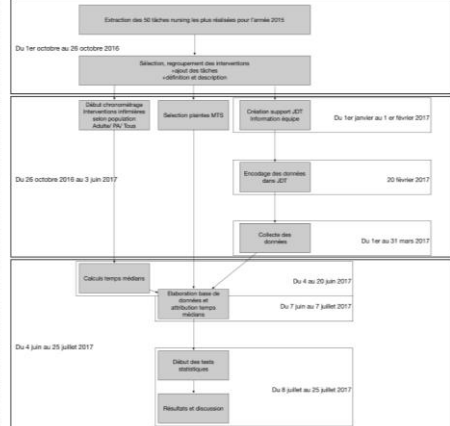 Extraction des 50 tâches nursing les plus réalisées pour l'année 2015
Du 1er octobre au 26 octobre 2016
Sélection, regroupement des interventions
+ajout des tâches
+définition et description
Début chronométrage
Interventions infirmières
selon population
Adulte/ PA/ Tous
Sélection plaintes MTS
Création support JDT
Information équipe
Du 1er janvier au 1 er février 2017
Du 26 octobre 2016 au 3 juin 2017
Encodage des données
dans JDT
20 février 2017
Collecte des
données
Du 1er au 31 mars 2017
Calculs temps médians
Du 4 au 20 juin 2017
Elaboration base de
données et
attribution temps
médians
Du 7 juin au 7 juillet 2017
Du 4 juin au 25 juillet 2017
Début des tests
statistiques
Du 8 juillet au 25 juillet 2017
Résultats et discussion